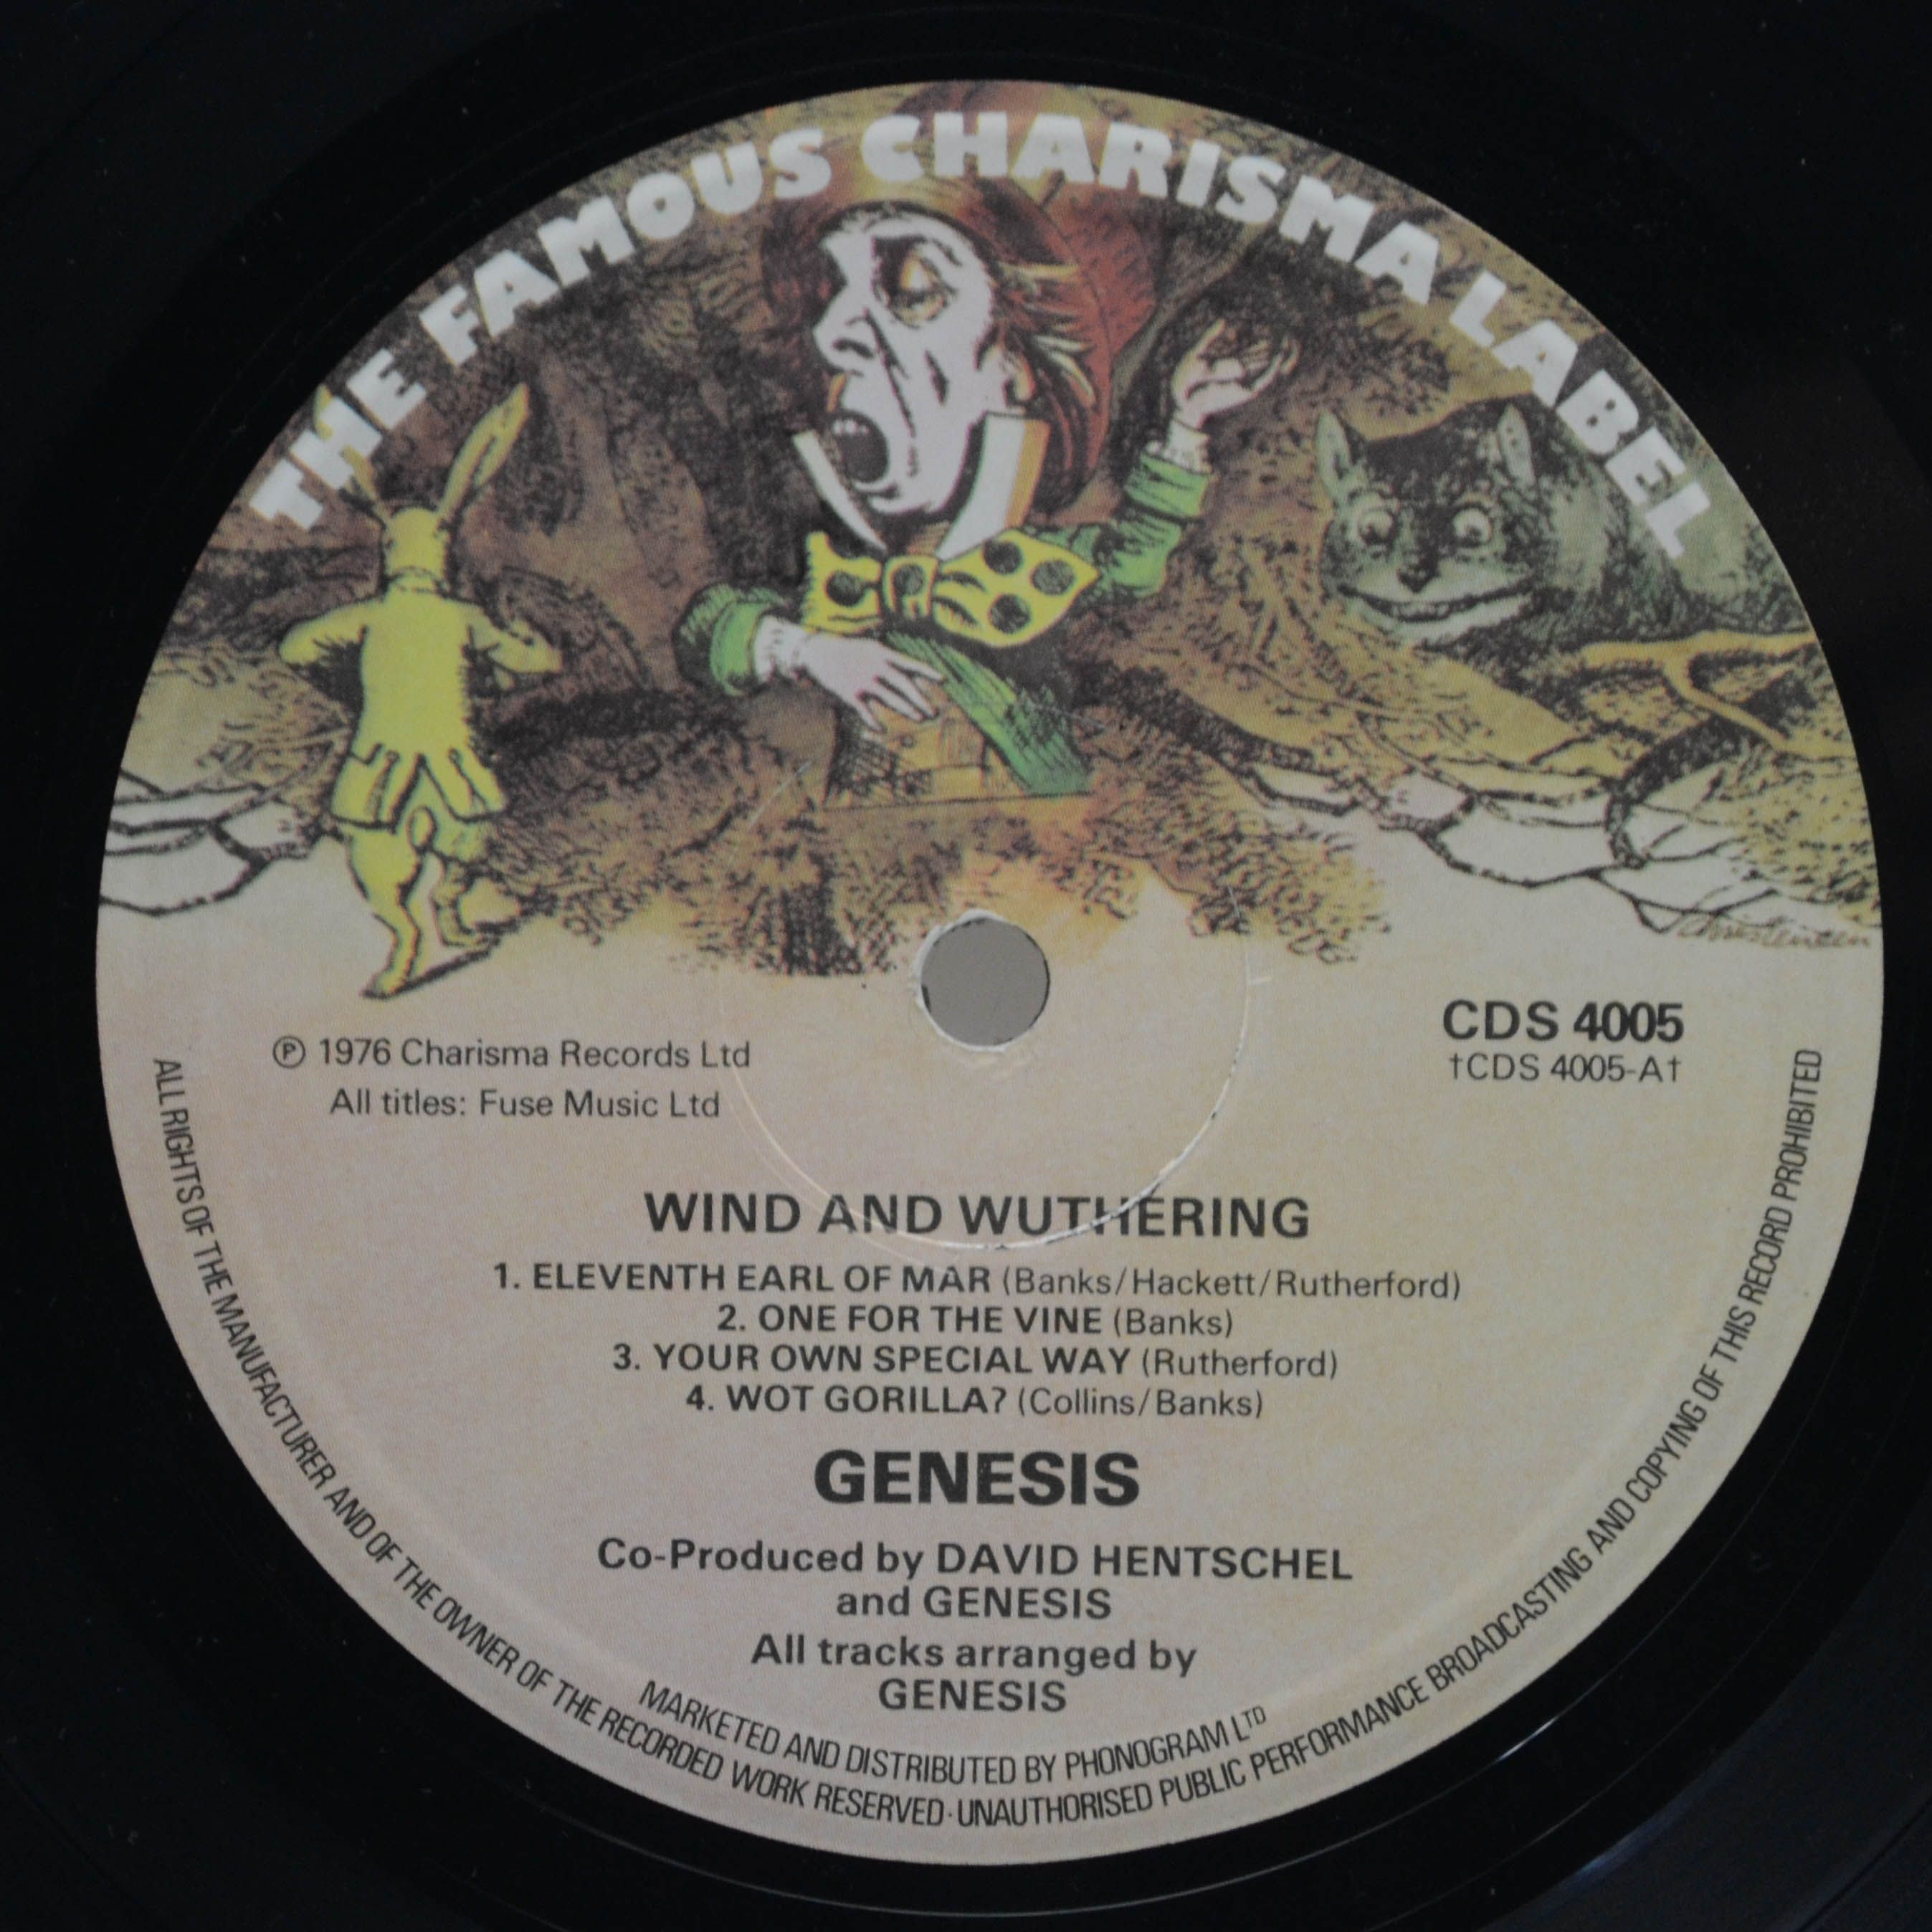 THE FAMOUS CHARISMA LABEL
Ⓟ 1976 Charisma Records Ltd
All titles: Fuse Music Ltd
CDS 4005
†CDS 4005-A†
WIND AND WUTHERING
1. ELEVENTH EARL OF MAR (Banks/Hackett/Rutherford)
2. ONE FOR THE VINE (Banks)
3. YOUR OWN SPECIAL WAY (Rutherford)
4. WOT GORILLA? (Collins/Banks)
GENESIS
Co-Produced by DAVID HENTSCHEL
and GENESIS
All tracks arranged by
GENESIS
MARKETED AND DISTRIBUTED BY PHONOGRAM LTD
ALL RIGHTS OF THE MANUFACTURER AND OF THE OWNER OF THE RECORDED WORK RESERVED·UNAUTHORISED PUBLIC PERFORMANCE BROADCASTING AND COPYING OF THIS RECORD PROHIBITED